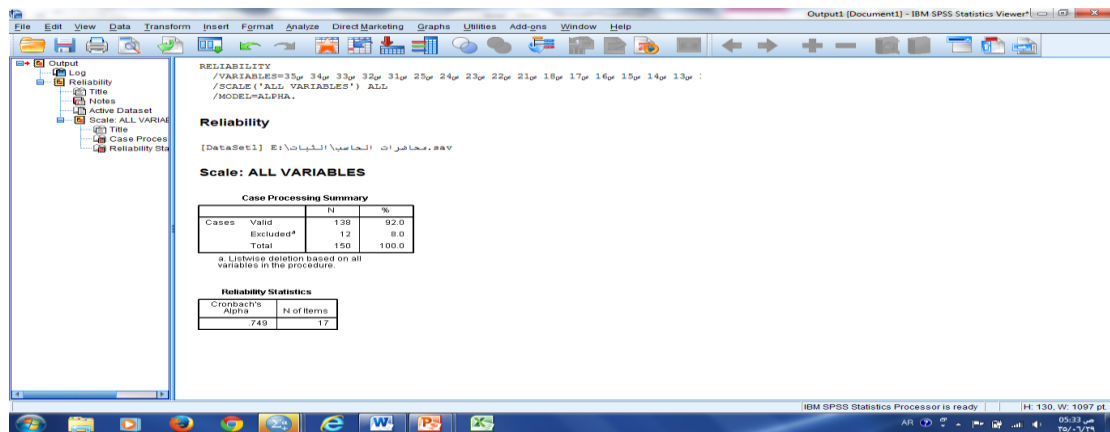 Output1 [Document1] - IBM SPSS Statistics Viewer*
File Edit View Data Transform Insert Format Analyze Direct Marketing Graphs Utilities Add-ons Window Help
Output
Log
Reliability
Title
Notes
Active Dataset
Scale: ALL VARIAB
Title
Case Proces
Reliability Sta
RELIABILITY
/VARIABLES=س35 س34 س33 س32 س31 س25 س24 س23 س22 س21 س18 س17 س16 س15 س14 س13 :
/SCALE('ALL VARIABLES') ALL
/MODEL=ALPHA.
Reliability
[DataSet1] E:\محاضرات الحاسب\الثبات.sav
Scale: ALL VARIABLES
Case Processing Summary
N %
Cases Valid 138 92.0
Excludedª 12 8.0
Total 150 100.0
a. Listwise deletion based on all
variables in the procedure.
Reliability Statistics
Cronbach's
Alpha N of Items
.749 17
IBM SPSS Statistics Processor is ready H: 130, W: 1097 pt.
AR 05:33 ص
٣٥/٠٦/٢٩